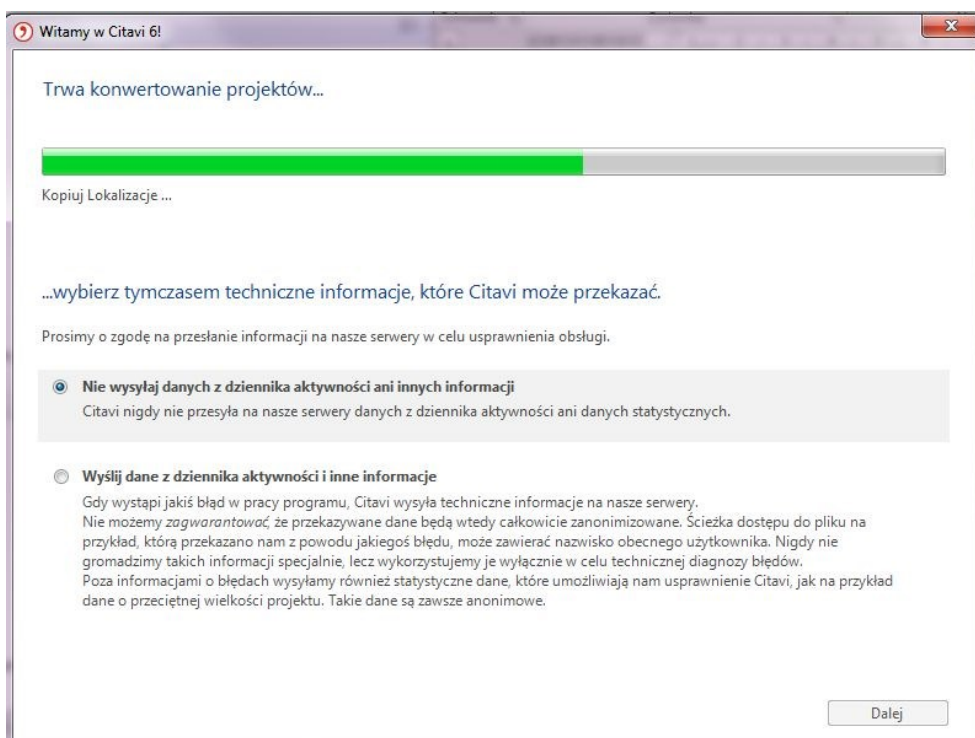 Witamy w Citavi 6!
Trwa konwertowanie projektów...
Kopiuj Lokalizacje ...
...wybierz tymczasem techniczne informacje, które Citavi może przekazać.
Prosimy o zgodę na przesłanie informacji na nasze serwery w celu usprawnienia obsługi.
Nie wysyłaj danych z dziennika aktywności ani innych informacji
Citavi nigdy nie przesyła na nasze serwery danych z dziennika aktywności ani danych statystycznych.
Wyślij dane z dziennika aktywności i inne informacje
Gdy wystąpi jakiś błąd w pracy programu, Citavi wysyła techniczne informacje na nasze serwery.
Nie możemy zagwarantować, że przekazywane dane będą wtedy całkowicie zanonimizowane. Ścieżka dostępu do pliku na
przykład, którą przekazano nam z powodu jakiegoś błędu, może zawierać nazwisko obecnego użytkownika. Nigdy nie
gromadzimy takich informacji specjalnie, lecz wykorzystujemy je wyłącznie w celu technicznej diagnozy błędów.
Poza informacjami o błędach wysyłamy również statystyczne dane, które umożliwiają nam usprawnienie Citavi, jak na przykład
dane o przeciętnej wielkości projektu. Takie dane są zawsze anonimowe.
Dalej